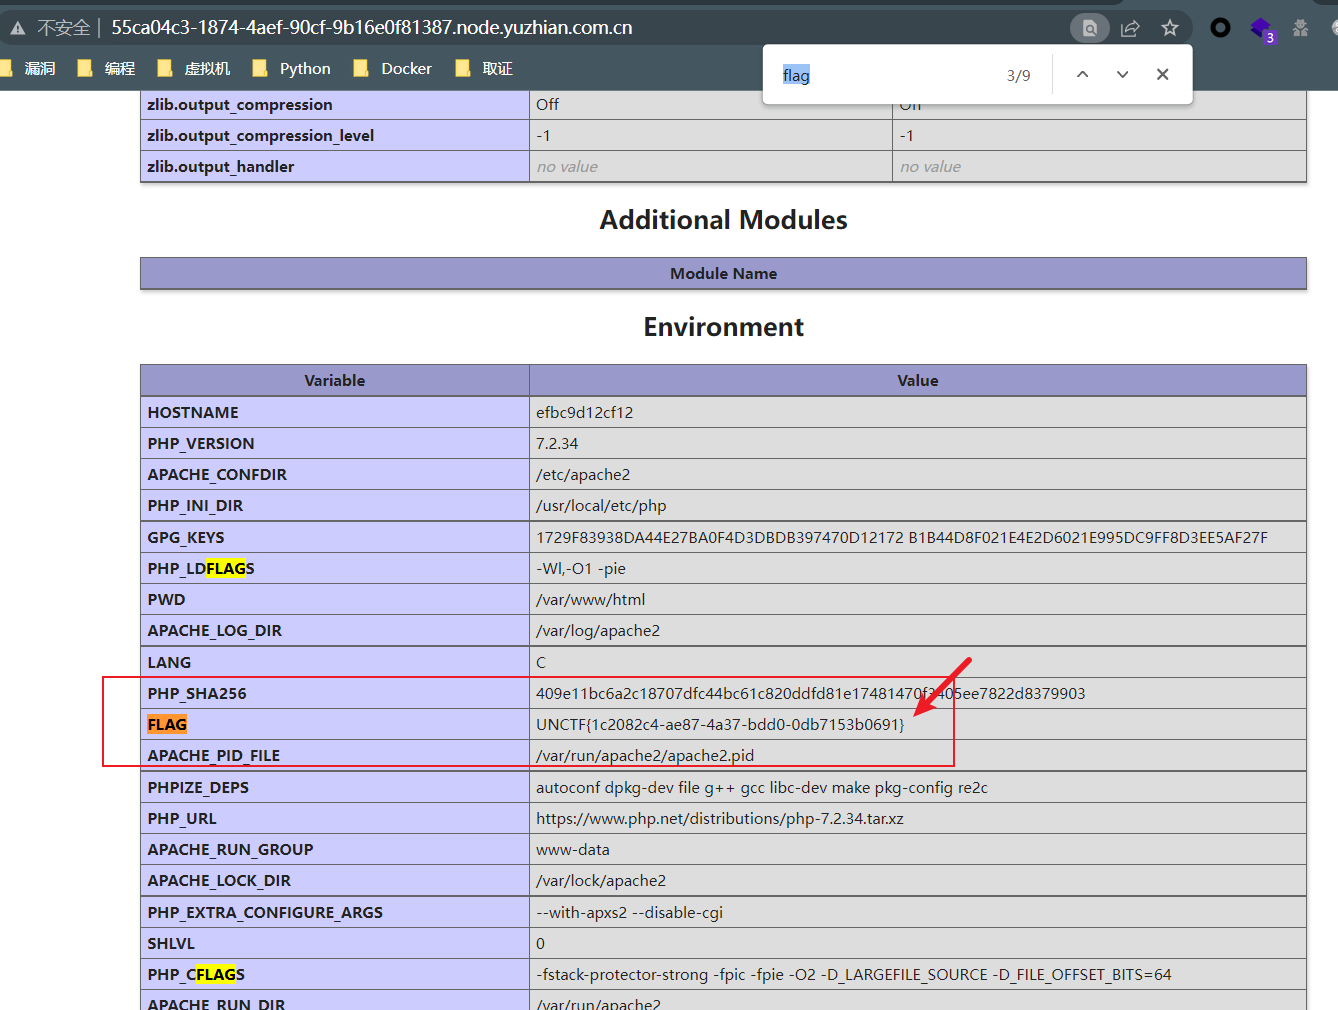 不安全 55ca04c3-1874-4aef-90cf-9b16e0f81387.node.yuzhian.com.cn
3
漏洞 编程 虚拟机 Python Docker 取证
flag 3/9
zlib.output_compression Off Off
zlib.output_compression_level -1 -1
zlib.output_handler no value no value
Additional Modules
Module Name
Environment
Variable Value
HOSTNAME efbc9d12cf12
PHP_VERSION 7.2.34
APACHE_CONFDIR /etc/apache2
PHP_INI_DIR /usr/local/etc/php
GPG_KEYS 1729F83938DA44E27BA0F4D3DBDB397470D12172 B1B44D8F021E4E2D6021E995DC9FF8D3EE5AF27F
PHP_LDFLAGS -Wl,-O1 -pie
PWD /var/www/html
APACHE_LOG_DIR /var/log/apache2
LANG C
PHP_SHA256 409e11bc6a2c18707dfc44bc61c820ddfd81e17481470f3405ee7822d8379903
FLAG UNCTF{1c2082c4-ae87-4a37-bdd0-0db7153b0691}
APACHE_PID_FILE /var/run/apache2/apache2.pid
PHPIZE_DEPS autoconf dpkg-dev file g++ gcc libc-dev make pkg-config re2c
PHP_URL https://www.php.net/distributions/php-7.2.34.tar.xz
APACHE_RUN_GROUP www-data
APACHE_LOCK_DIR /var/lock/apache2
PHP_EXTRA_CONFIGURE_ARGS --with-apxs2 --disable-cgi
SHLVL 0
PHP_CFLAGS -fstack-protector-strong -fpic -fpie -O2 -D_LARGEFILE_SOURCE -D_FILE_OFFSET_BITS=64
APACHE_RUN_DIR /var/run/apache2